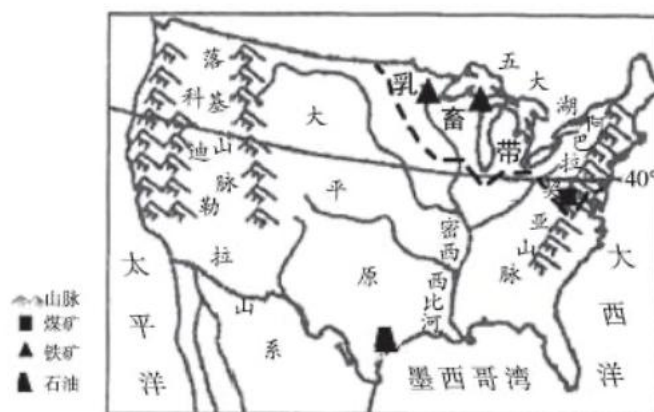 落基山脉
科迪勒拉山系
大平原
乳畜带
五大湖
阿巴拉契亚山脉
40°
密西西比河
太平洋
大西洋
墨西哥湾
山脉
煤矿
铁矿
石油